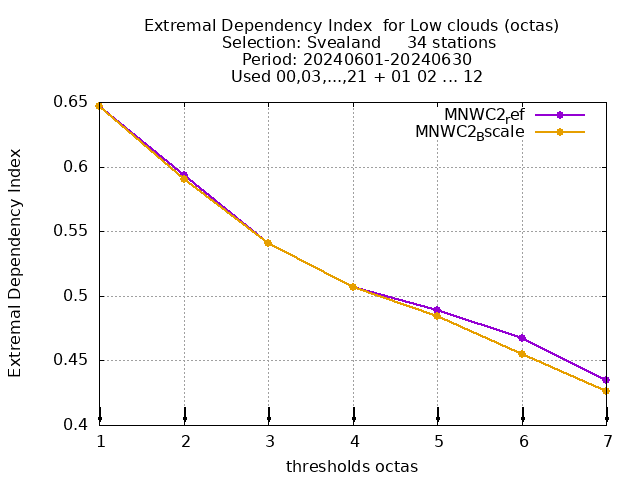 Extremal Dependency Index  for Low clouds (octas)
Selection: Svealand     34 stations
Period: 20240601-20240630
Used 00,03,...,21 + 01 02 ... 12
MNWC2_ref
MNWC2_Bscale
Extremal Dependency Index
0.65
0.6
0.55
0.5
0.45
0.4
1 2 3 4 5 6 7
thresholds octas